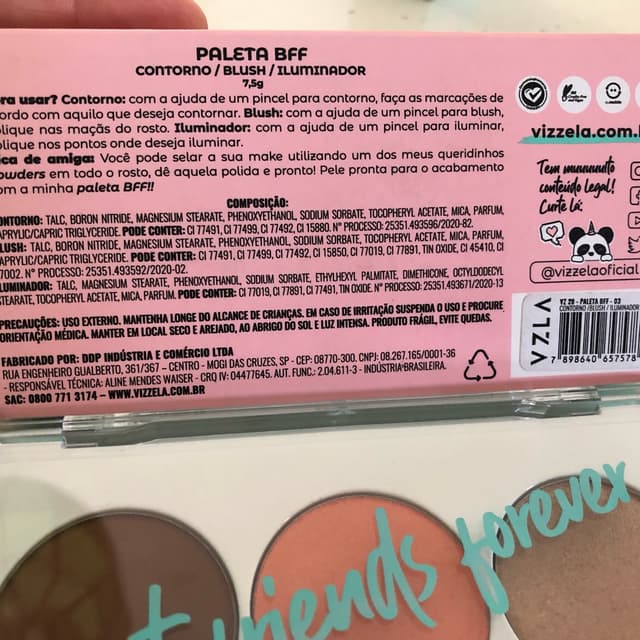 PALETA BFF
CONTORNO / BLUSH / ILUMINADOR
7,5g
ra usar? Contorno: com a ajuda de um pincel para contorno, faça as marcações de
ordo com aquilo que deseja contornar. Blush: com a ajuda de um pincel para blush,
plique nas maçãs do rosto. Iluminador: com a ajuda de um pincel para iluminar,
plique nos pontos onde deseja iluminar.
ica de amiga: Você pode selar a sua make utilizando um dos meus queridinhos
owders em todo o rosto, dê aquela polida e pronto! Pele pronta para o acabamento
om a minha paleta BFF!!
COMPOSIÇÃO:
ONTORNO: TALC, BORON NITRIDE, MAGNESIUM STEARATE, PHENOXYETHANOL, SODIUM SORBATE, TOCOPHERYL ACETATE, MICA, PARFUM,
APRYLIC/CAPRIC TRIGLYCERIDE. PODE CONTER: CI 77491, CI 77499, CI 77492, CI 15880. N° PROCESSO: 25351.493596/2020-82.
LUSH: TALC, BORON NITRIDE, MAGNESIUM STEARATE, PHENOXYETHANOL, SODIUM SORBATE, TOCOPHERYL ACETATE, MICA, PARFUM,
APRYLIC/CAPRIC TRIGLYCERIDE. PODE CONTER: CI 77491, CI 77499, CI 77492, CI 15850, CI 77019, CI 77891, TIN OXIDE, CI 45410, CI
77002. N° PROCESSO: 25351.493592/2020-02.
LUMINADOR: TALC, MAGNESIUM STEARATE, PHENOXYETHANOL, SODIUM SORBATE, ETHYLHEXYL PALMITATE, DIMETHICONE, OCTYLDODECYL
STEARATE, TOCOPHERYL ACETATE, MICA, PARFUM. PODE CONTER: CI 77019, CI 77891, CI 77491, TIN OXIDE. N° PROCESSO: 25351.493602/2020-13
PRECAUÇÕES: USO EXTERNO. MANTENHA LONGE DO ALCANCE DE CRIANÇAS. EM CASO DE IRRITAÇÃO SUSPENDA O USO E PROCURE
ORIENTAÇÃO MÉDICA. MANTER EM LOCAL SECO E AREJADO, AO ABRIGO DO SOL E LUZ INTENSA. PRODUTO FRÁGIL, EVITE QUEDAS.
FABRICADO POR: DDP INDÚSTRIA E COMÉRCIO LTDA
RUA ENGENHEIRO GUALBERTO, 361/367 – CENTRO - MOGI DAS CRUZES, SP - CEP: 08770-300. CNPJ: 08.267.165/0001-36
- RESPONSÁVEL TÉCNICA: ALINE MENDES WAISER - CRQ IV: 04477645. AUT. FUNC.: 2.04.611-3 - INDÚSTRIA BRASILEIRA.
SAC: 0800 771 3174 – WWW.VIZZELA.COM.BR
vizzela.com.b
Tem muuuuuito
conteúdo legal!
Curte lá:
@vizzelaoficial
VZLA
VZ 28 - PALETA BFF - 03
CONTORNO /BLUSH / ILUMINADOR
7 898640 657578
t friends forever